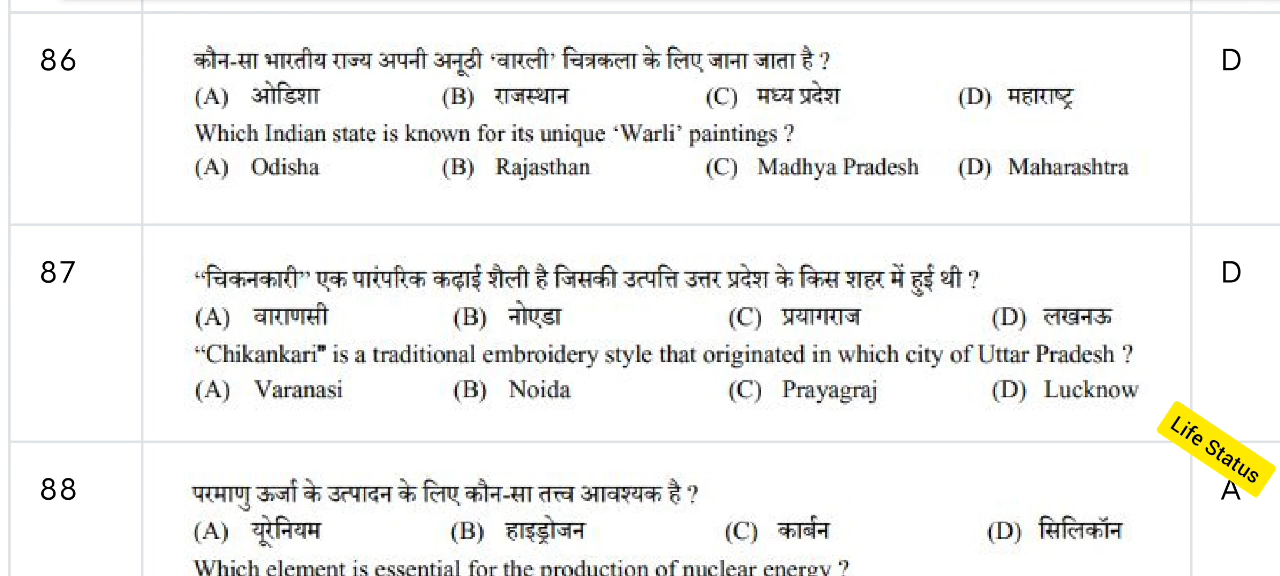 86
कौन-सा भारतीय राज्य अपनी अनूठी ‘वारली’ चित्रकला के लिए जाना जाता है ?
D
(A) ओडिशा (B) राजस्थान (C) मध्य प्रदेश (D) महाराष्ट्र
Which Indian state is known for its unique ‘Warli’ paintings ?
(A) Odisha (B) Rajasthan (C) Madhya Pradesh (D) Maharashtra
87
“चिकनकारी” एक पारंपरिक कढ़ाई शैली है जिसकी उत्पत्ति उत्तर प्रदेश के किस शहर में हुई थी ?
D
(A) वाराणसी (B) नोएडा (C) प्रयागराज (D) लखनऊ
“Chikankari" is a traditional embroidery style that originated in which city of Uttar Pradesh ?
(A) Varanasi (B) Noida (C) Prayagraj (D) Lucknow
Life Status
88
परमाणु ऊर्जा के उत्पादन के लिए कौन-सा तत्त्व आवश्यक है ?
A
(A) यूरेनियम (B) हाइड्रोजन (C) कार्बन (D) सिलिकॉन
Which element is essential for the production of nuclear energy ?